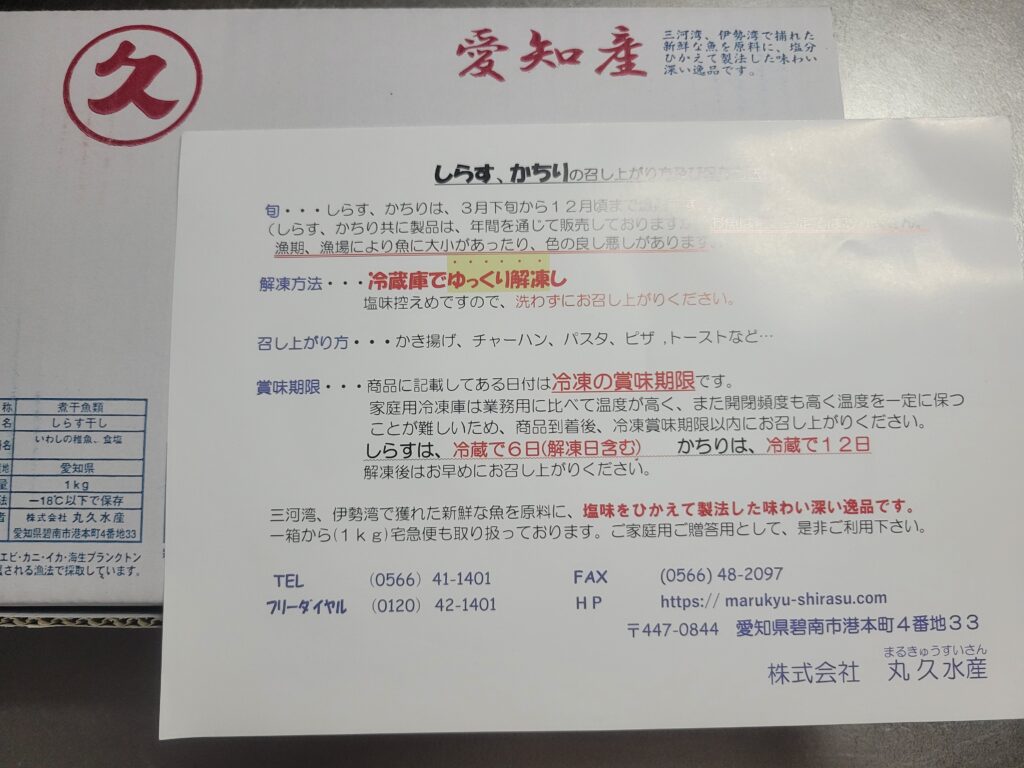 久
愛知産
三河湾、伊勢湾で捕れた
新鮮な魚を原料に、塩分
ひかえて製法した味わい
深い逸品です。
しらす、かちりの召し上がり方及び
旬・・・しらす、かちりは、３月下旬から１２月頃まで
（しらす、かちり共に製品は、年間を通じて販売しておりますが
漁期、漁場により魚に大小があったり、色の良し悪しがあります。
解凍方法・・・冷蔵庫でゆっくり解凍し
塩味控えめですので、洗わずにお召し上がりください。
召し上がり方・・・かき揚げ、チャーハン、パスタ、ピザ ,トーストなど…
賞味期限・・・商品に記載してある日付は冷凍の賞味期限です。
家庭用冷凍庫は業務用に比べて温度が高く、また開閉頻度も高く温度を一定に保つ
ことが難しいため、商品到着後、冷凍賞味期限以内にお召し上がりください。
しらすは、冷蔵で６日(解凍日含む)　かちりは、冷蔵で１２日
解凍後はお早めにお召し上がりください。
三河湾、伊勢湾で獲れた新鮮な魚を原料に、塩味をひかえて製法した味わい深い逸品です。
一箱から(１ｋｇ)宅急便も取り扱っております。ご家庭用ご贈答用として、是非ご利用下さい。
TEL　（0566） 41-1401　FAX　(0566) 48-2097
フリーダイヤル　（0120） 42-1401　ＨＰ　https:// marukyu-shirasu.com
〒447-0844　愛知県碧南市港本町４番地３３
まるきゅうすいさん
株式会社　丸久水産
称 煮干魚類
名 しらす干し
名 いわしの稚魚、食塩
地 愛知県
量 １kg
法 －18℃以下で保存
者 株式会社 丸久水産
愛知県碧南市港本町４番地33
エビ・カニ・イカ・海生プランクトン
される漁法で採取しています。